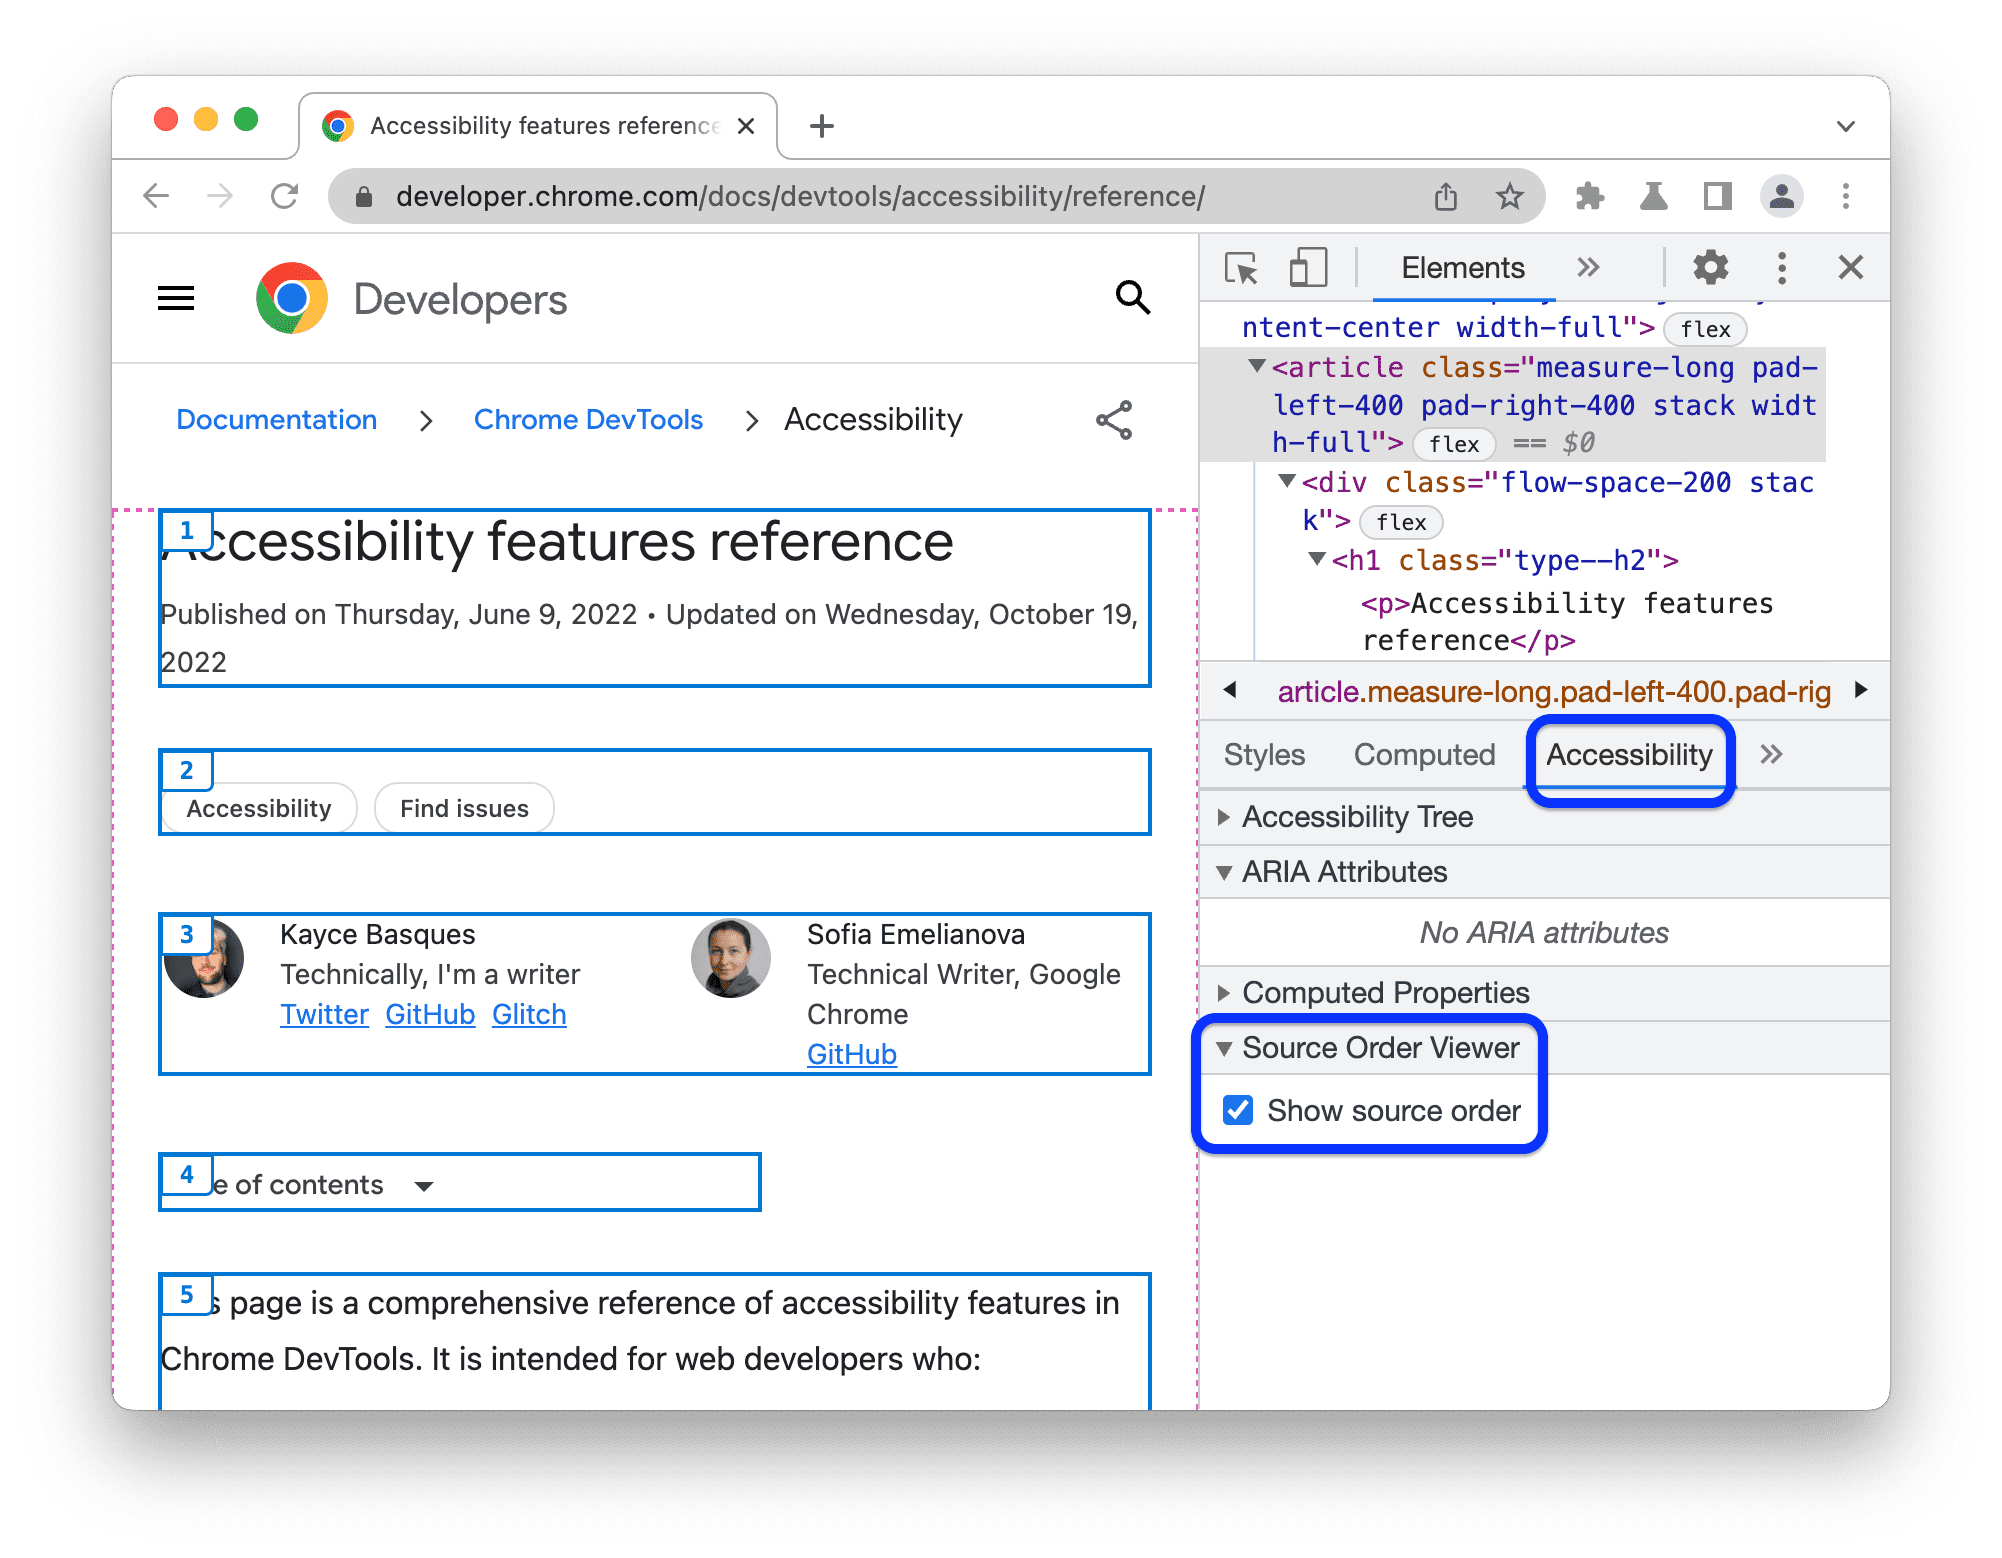 Accessibility features reference
developer.chrome.com/docs/devtools/accessibility/reference/
Developers
Documentation > Chrome DevTools > Accessibility
1
Accessibility features reference
Published on Thursday, June 9, 2022 • Updated on Wednesday, October 19,
2022
2
Accessibility Find issues
3
Kayce Basques
Technically, I'm a writer
Twitter GitHub Glitch
Sofia Emelianova
Technical Writer, Google
Chrome
GitHub
4
e of contents
5
s page is a comprehensive reference of accessibility features in
Chrome DevTools. It is intended for web developers who:
Elements
ntent-center width-full"> flex
<article class="measure-long pad-
left-400 pad-right-400 stack widt
h-full"> flex == $0
<div class="flow-space-200 stac
k"> flex
<h1 class="type--h2">
<p>Accessibility features
reference</p>
article.measure-long.pad-left-400.pad-rig
Styles Computed Accessibility
Accessibility Tree
ARIA Attributes
No ARIA attributes
Computed Properties
Source Order Viewer
Show source order